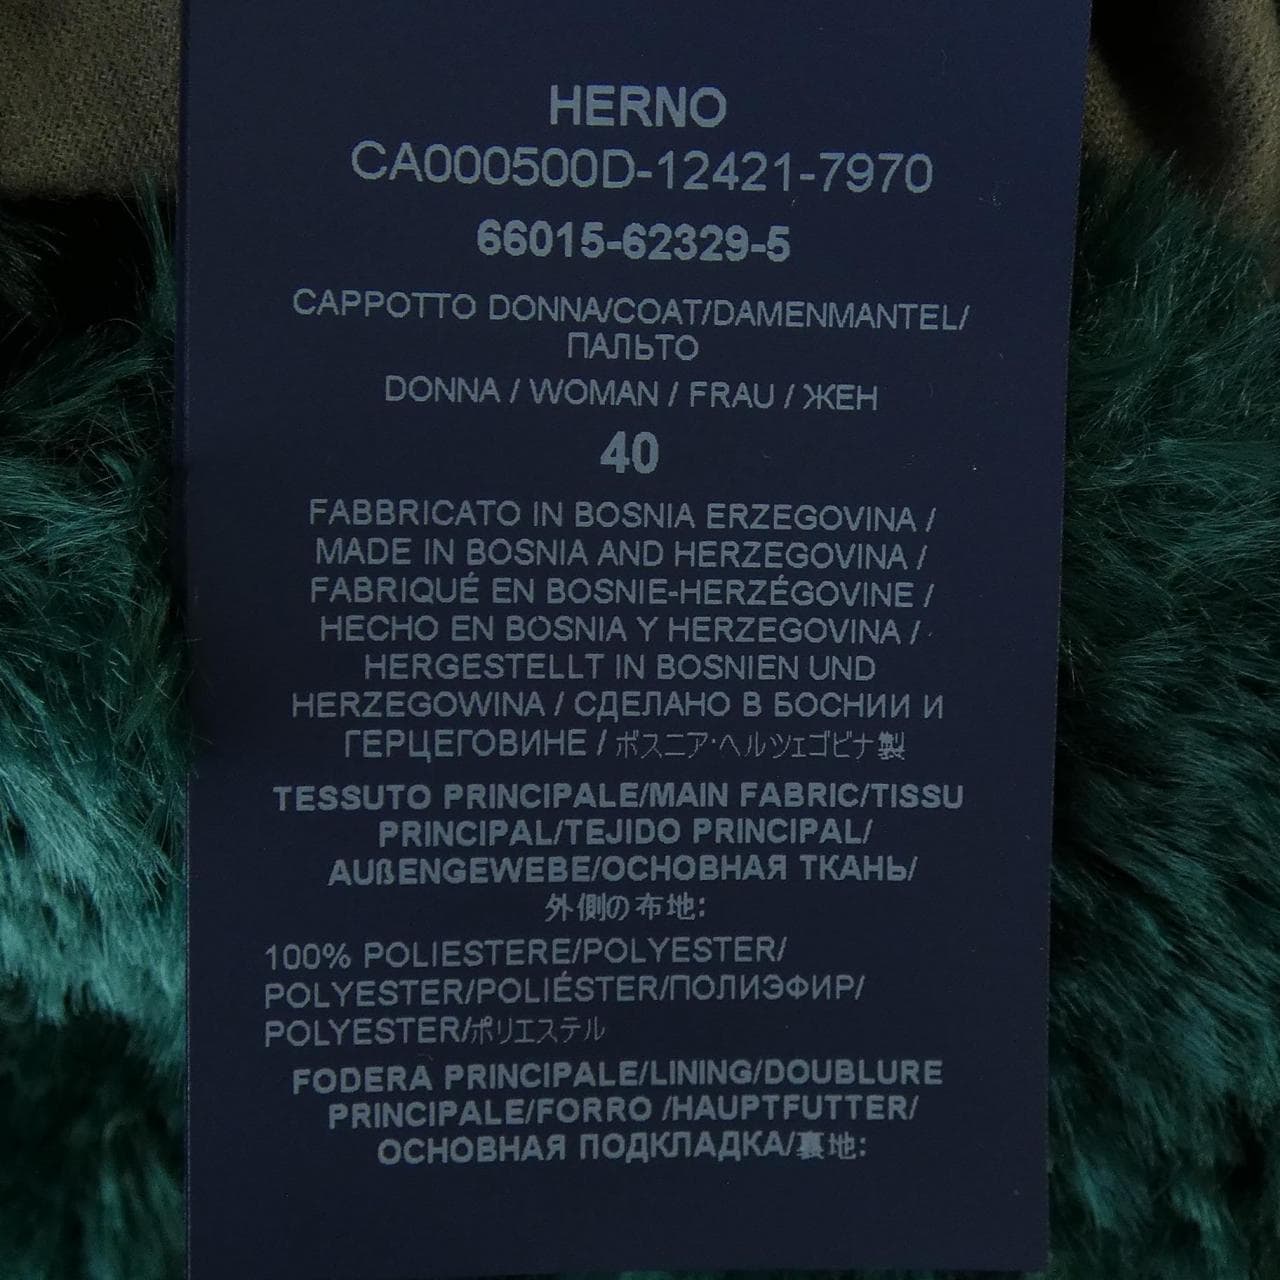 HERNO
CA000500D-12421-7970
66015-62329-5
CAPPOTTO DONNA/COAT/DAMENMANTEL/
ПАЛЬТО
DONNA / WOMAN / FRAU / ЖЕН
40
FABBRICATO IN BOSNIA ERZEGOVINA /
MADE IN BOSNIA AND HERZEGOVINA /
FABRIQUÉ EN BOSNIE-HERZÉGOVINE /
HECHO EN BOSNIA Y HERZEGOVINA /
HERGESTELLT IN BOSNIEN UND
HERZEGOWINA / СДЕЛАНО В БОСНИИ И
ГЕРЦЕГОВИНЕ / ボスニア・ヘルツェゴビナ製
TESSUTO PRINCIPALE/MAIN FABRIC/TISSU
PRINCIPAL/TEJIDO PRINCIPAL/
AUßENGEWEBE/ОСНОВНАЯ ТКАНЬ/
外側の布地:
100% POLIESTERE/POLYESTER/
POLYESTER/POLIÉSTER/ПОЛИЭФИР/
POLYESTER/ポリエステル
FODERA PRINCIPALE/LINING/DOUBLURE
PRINCIPALE/FORRO /HAUPTFUTTER/
ОСНОВНАЯ ПОДКЛАДКА/裏地: